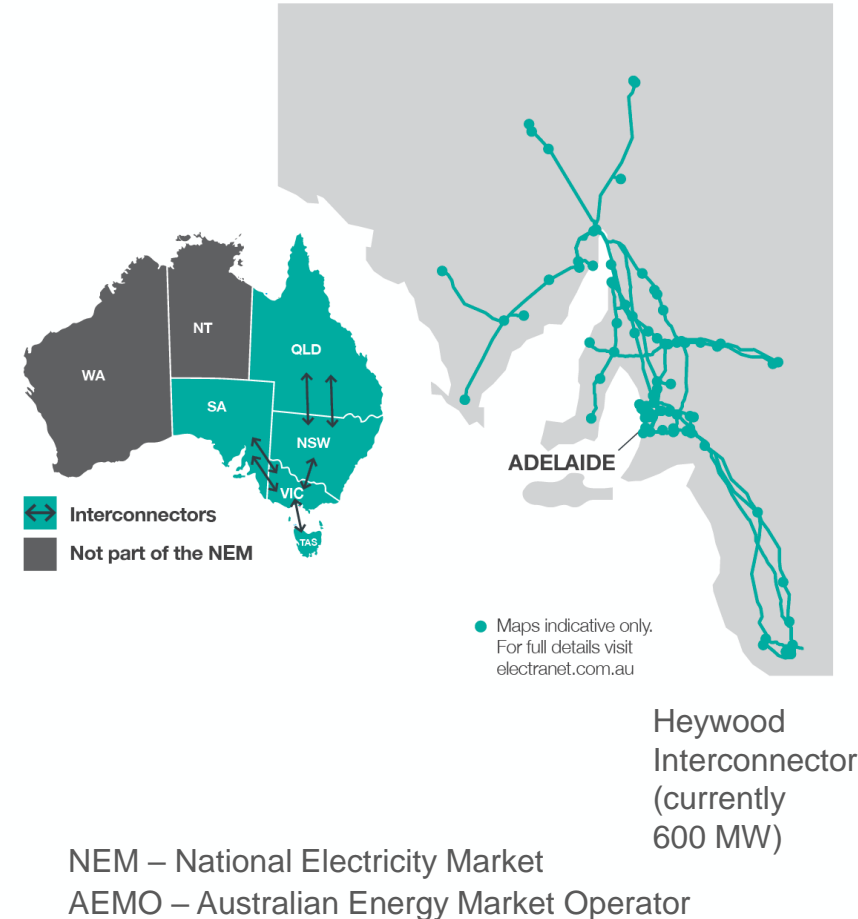 WA
NT
QLD
SA
NSW
VIC
TAS
Interconnectors
Not part of the NEM
ADELAIDE
Maps indicative only.
For full details visit
electranet.com.au
Heywood
Interconnector
(currently
600 MW)
NEM – National Electricity Market
AEMO – Australian Energy Market Operator